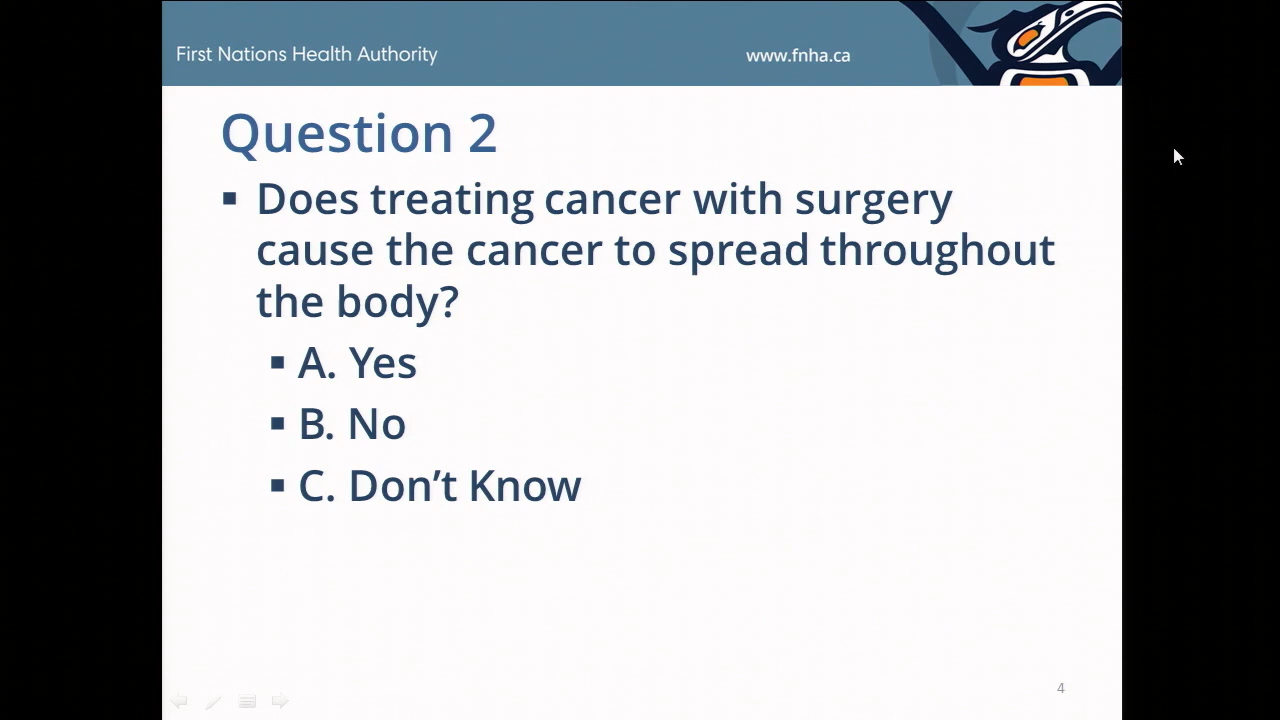 First Nations Health Authority
www.fnha.ca
Question 2
▪ Does treating cancer with surgery
cause the cancer to spread throughout
the body?
▪ A. Yes
▪ B. No
▪ C. Don’t Know
4